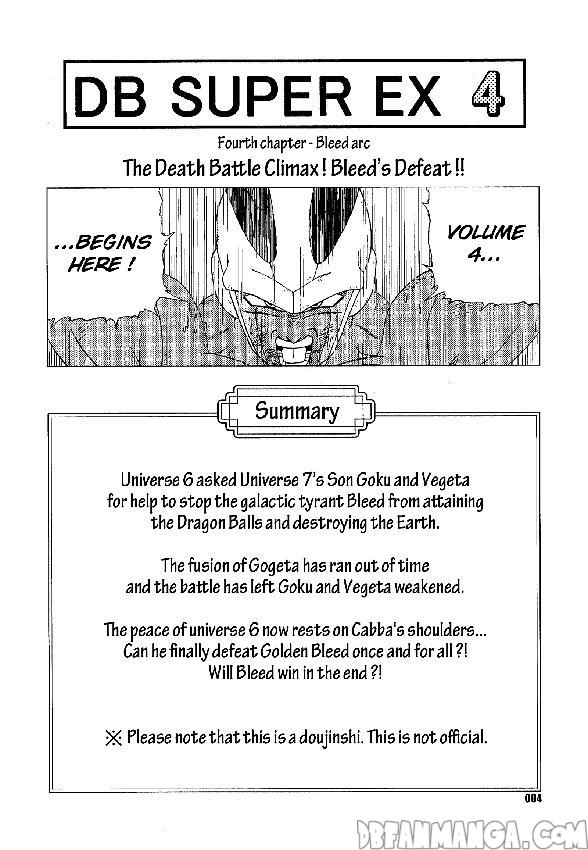 DB SUPER EX 4
Fourth chapter - Bleed arc
The Death Battle Climax! Bleed's Defeat!!
VOLUME
4...
...BEGINS
HERE!
Summary
Universe 6 asked Universe 7's Son Goku and Vegeta
for help to stop the galactic tyrant Bleed from attaining
the Dragon Balls and destroying the Earth.
The fusion of Gogeta has ran out of time
and the battle has left Goku and Vegeta weakened.
The peace of universe 6 now rests on Cabba's shoulders...
Can he finally defeat Golden Bleed once and for all?!
Will Bleed win in the end?!
※ Please note that this is a doujinshi. This is not official.
004
DBFANMANGA.COM